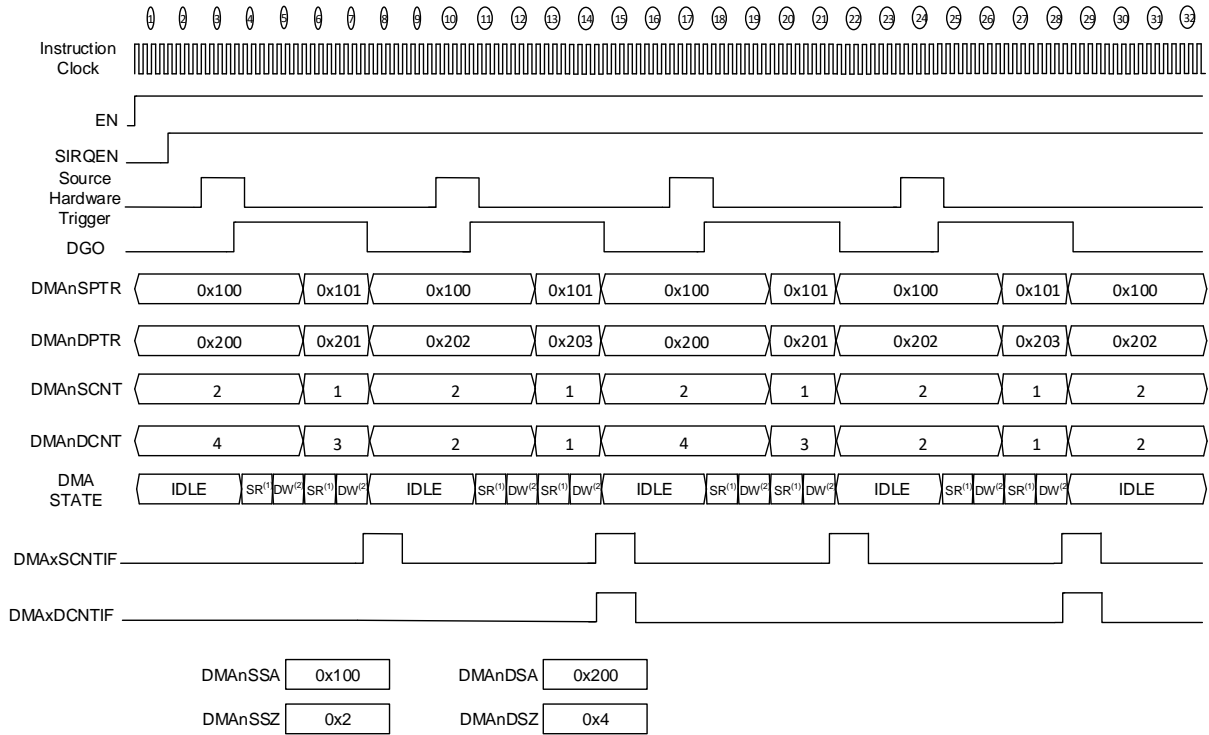 1 2 3 4 5 6 7 8 9 10 11 12 13 14 15 16 17 18 19 20 21 22 23 24 25 26 27 28 29 30 31 32
Instruction
Clock
EN
SIRQEN
Source
Hardware
Trigger
DGO
DMAnSPTR 0x100 0x101 0x100 0x101 0x100 0x101 0x100 0x101 0x100
DMAnDPTR 0x200 0x201 0x202 0x203 0x200 0x201 0x202 0x203 0x202
DMAnSCNT 2 1 2 1 2 1 2 1 2
DMAnDCNT 4 3 2 1 4 3 2 1 2
DMA
STATE
IDLE SR(1) DW(2) SR(1) DW(2) IDLE SR(1) DW(2) SR(1) DW(2) IDLE SR(1) DW(2) SR(1) DW(2) IDLE SR(1) DW(2) SR(1) DW(2) IDLE
DMAxSCNTIF
DMAxDCNTIF
DMAnSSA 0x100 DMAnDSA 0x200
DMAnSSZ 0x2 DMAnDSZ 0x4